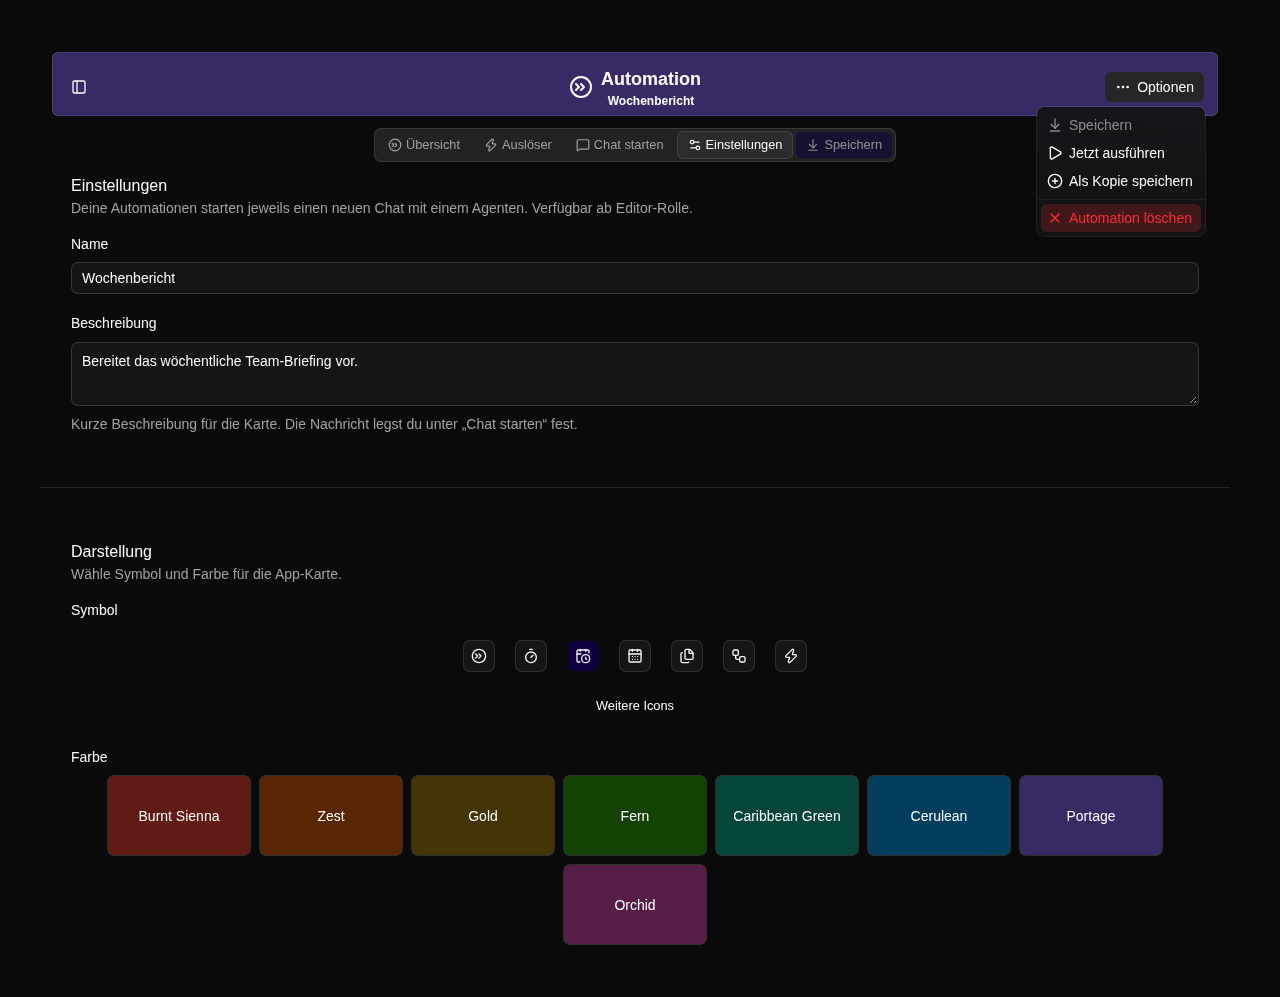 Automation
Wochenbericht
Optionen
Speichern
Jetzt ausführen
Als Kopie speichern
Automation löschen
Übersicht
Auslöser
Chat starten
Einstellungen
Speichern
Einstellungen
Deine Automationen starten jeweils einen neuen Chat mit einem Agenten. Verfügbar ab Editor-Rolle.
Name
Wochenbericht
Beschreibung
Bereitet das wöchentliche Team-Briefing vor.
Kurze Beschreibung für die Karte. Die Nachricht legst du unter „Chat starten“ fest.
Darstellung
Wähle Symbol und Farbe für die App-Karte.
Symbol
Weitere Icons
Farbe
Burnt Sienna
Zest
Gold
Fern
Caribbean Green
Cerulean
Portage
Orchid